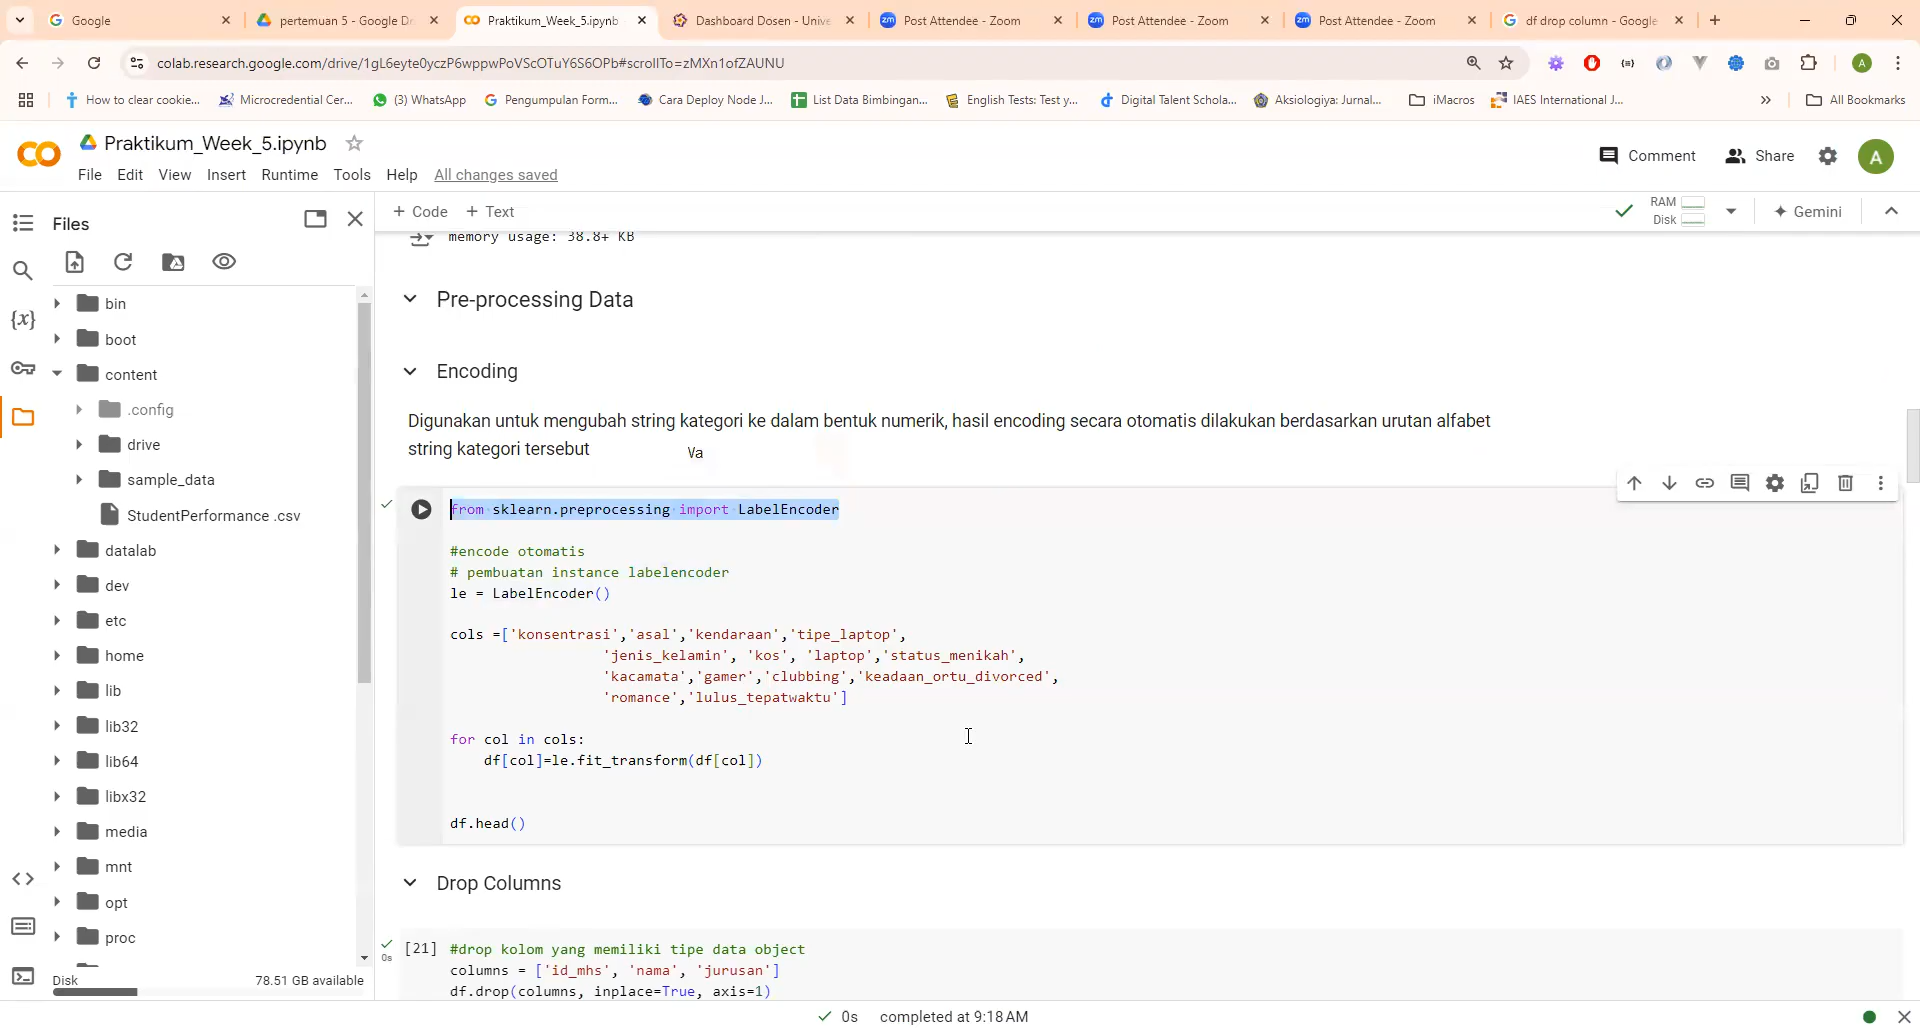 Google
pertemuan 5 - Google Dr
Praktikum_Week_5.ipynb
Dashboard Dosen - Unive
Post Attendee - Zoom
Post Attendee - Zoom
Post Attendee - Zoom
df drop column - Google
colab.research.google.com/drive/1gL6eyte0yczP6wppwPoVScOTuY6S6OPb#scrollTo=zMXn1ofZAUNU
How to clear cookie...
Microcredential Cer...
(3) WhatsApp
Pengumpulan Form...
Cara Deploy Node J...
List Data Bimbingan...
English Tests: Test y...
Digital Talent Schola...
Aksiologiya: Jurnal...
iMacros
IAES International J...
All Bookmarks
Praktikum_Week_5.ipynb
Comment
Share
A
File Edit View Insert Runtime Tools Help All changes saved
Files
+ Code + Text
RAM
Disk
Gemini
bin
boot
content
.config
drive
sample_data
StudentPerformance .csv
datalab
dev
etc
home
lib
lib32
lib64
libx32
media
mnt
opt
proc
Disk 78.51 GB available
memory usage: 38.8+ KB
Pre-processing Data
Encoding
Digunakan untuk mengubah string kategori ke dalam bentuk numerik, hasil encoding secara otomatis dilakukan berdasarkan urutan alfabet
string kategori tersebut
Va
from sklearn.preprocessing import LabelEncoder
#encode otomatis
# pembuatan instance labelencoder
le = LabelEncoder()
cols =['konsentrasi','asal','kendaraan','tipe_laptop',
'jenis_kelamin', 'kos', 'laptop','status_menikah',
'kacamata','gamer','clubbing','keadaan_ortu_divorced',
'romance','lulus_tepatwaktu']
for col in cols:
df[col]=le.fit_transform(df[col])
df.head()
Drop Columns
[21] #drop kolom yang memiliki tipe data object
0s
columns = ['id_mhs', 'nama', 'jurusan']
df.drop(columns, inplace=True, axis=1)
0s completed at 9:18 AM